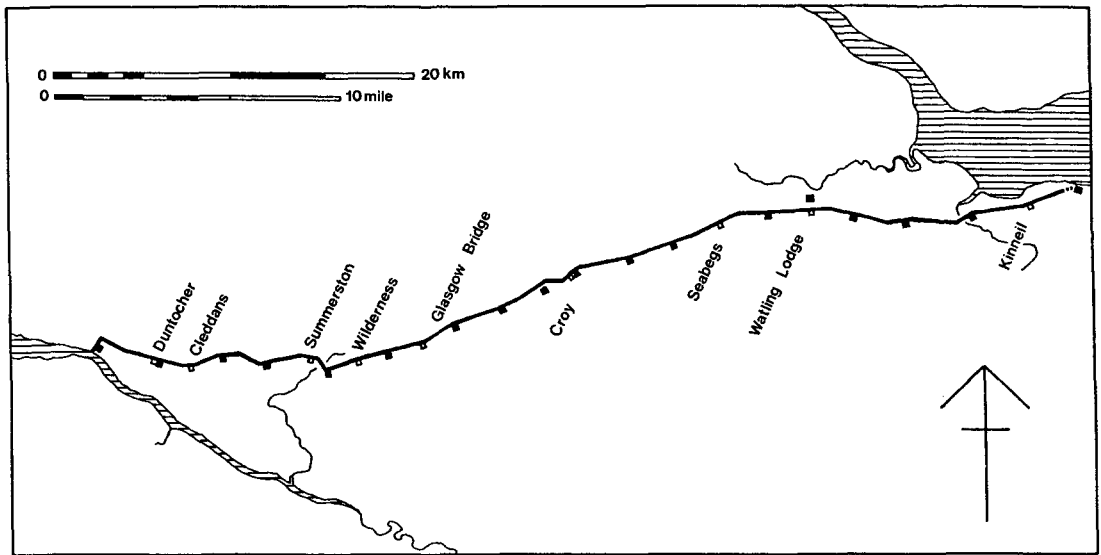 0 20 km
0 10 mile
Duntocher
Cleddans
Summerston
Wilderness
Glasgow Bridge
Croy
Seabegs
Watling Lodge
Kinneil